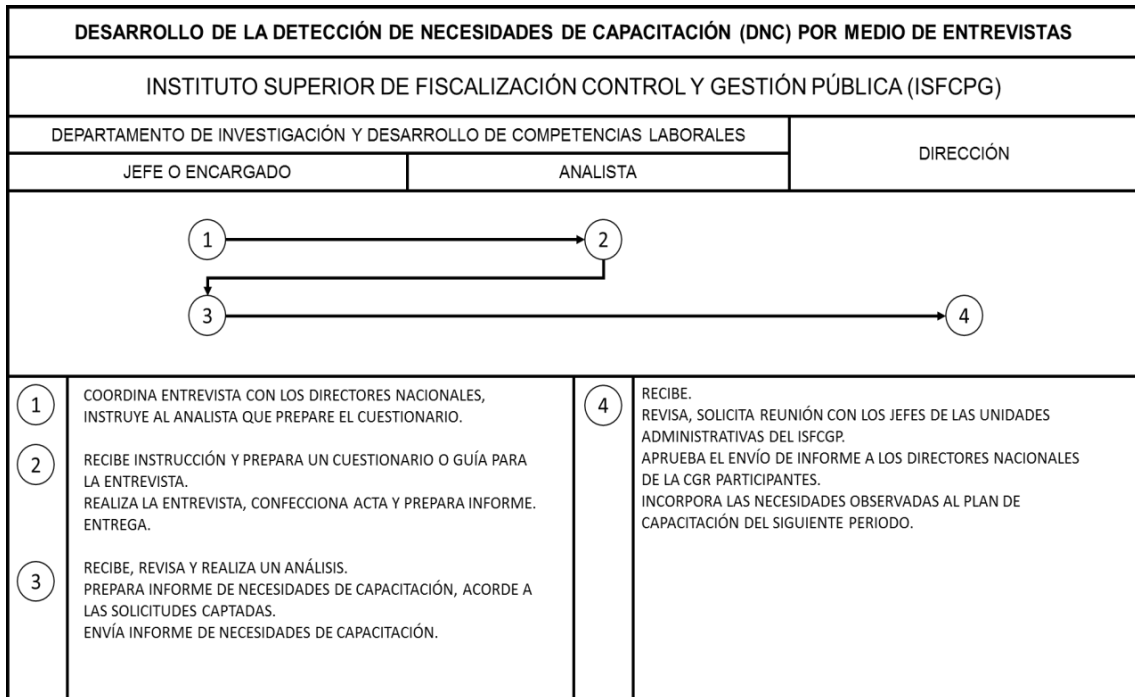 DESARROLLO DE LA DETECCIÓN DE NECESIDADES DE CAPACITACIÓN (DNC) POR MEDIO DE ENTREVISTAS
INSTITUTO SUPERIOR DE FISCALIZACIÓN CONTROL Y GESTIÓN PÚBLICA (ISFCPG)
DEPARTAMENTO DE INVESTIGACIÓN Y DESARROLLO DE COMPETENCIAS LABORALES
DIRECCIÓN
JEFE O ENCARGADO
ANALISTA
1
2
3
4
1
COORDINA ENTREVISTA CON LOS DIRECTORES NACIONALES,
INSTRUYE AL ANALISTA QUE PREPARE EL CUESTIONARIO.
2
RECIBE INSTRUCCIÓN Y PREPARA UN CUESTIONARIO O GUÍA PARA
LA ENTREVISTA.
REALIZA LA ENTREVISTA, CONFECCIONA ACTA Y PREPARA INFORME.
ENTREGA.
3
RECIBE, REVISA Y REALIZA UN ANÁLISIS.
PREPARA INFORME DE NECESIDADES DE CAPACITACIÓN, ACORDE A
LAS SOLICITUDES CAPTADAS.
ENVÍA INFORME DE NECESIDADES DE CAPACITACIÓN.
4
RECIBE.
REVISA, SOLICITA REUNIÓN CON LOS JEFES DE LAS UNIDADES
ADMINISTRATIVAS DEL ISFCGP.
APRUEBA EL ENVÍO DE INFORME A LOS DIRECTORES NACIONALES
DE LA CGR PARTICIPANTES.
INCORPORA LAS NECESIDADES OBSERVADAS AL PLAN DE
CAPACITACIÓN DEL SIGUIENTE PERIODO.